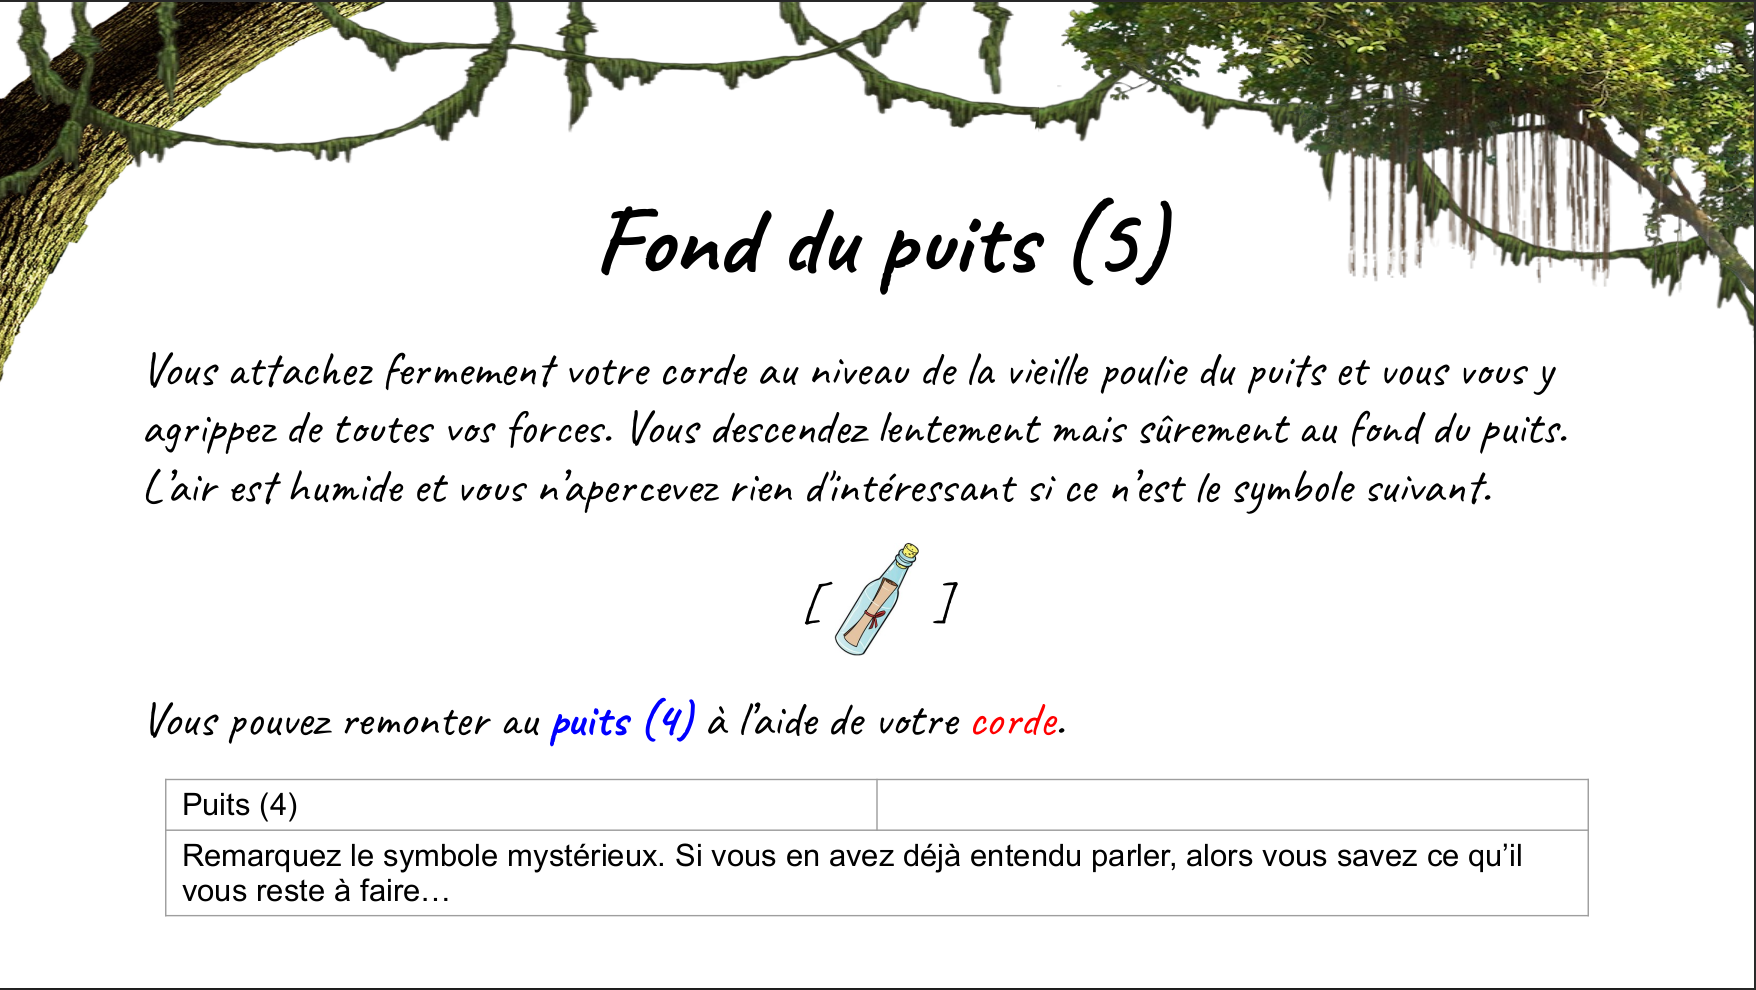 Fond du puits (5)
Vous attachez fermement votre corde au niveau de la vieille poulie du puits et vous vous y
agrippez de toutes vos forces. Vous descendez lentement mais sûrement au fond du puits.
L’air est humide et vous n’apercevez rien d'intéressant si ce n’est le symbole suivant.
[ ]
Vous pouvez remonter au puits (4) à l’aide de votre corde.
Puits (4)
Remarquez le symbole mystérieux. Si vous en avez déjà entendu parler, alors vous savez ce qu’il
vous reste à faire…